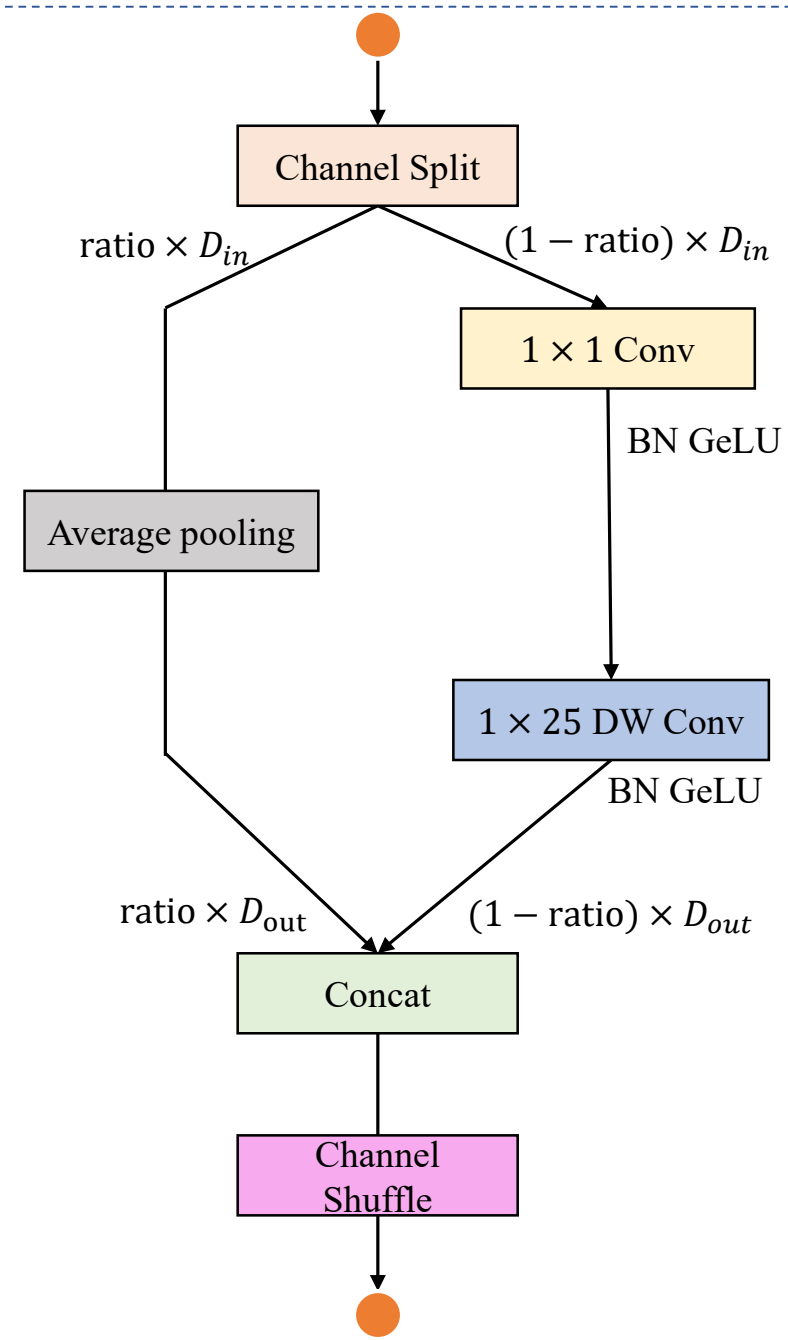 Channel Split
ratio × D_in
(1 − ratio) × D_in
1 × 1 Conv
BN GeLU
Average pooling
1 × 25 DW Conv
BN GeLU
ratio × D_out
(1 − ratio) × D_out
Concat
Channel
Shuffle